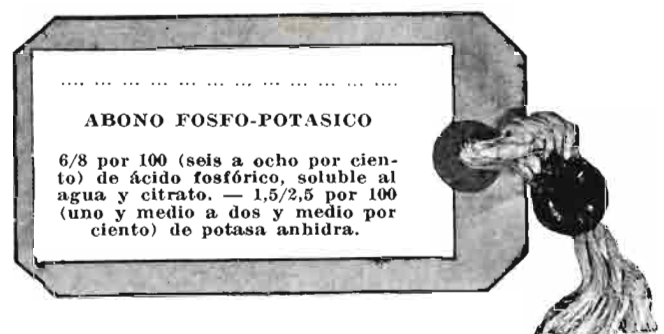 .... ... ... ... ... ... .., ... ... ... ... ....
ABONO FOSFO-POTASICO
6/8 por 100 (seis a ocho por cien-
to) de ácido fosfórico, soluble al
agua y citrato. — 1,5/2,5 por 100
(uno y medio a dos y medio por
ciento) de potasa anhidra.